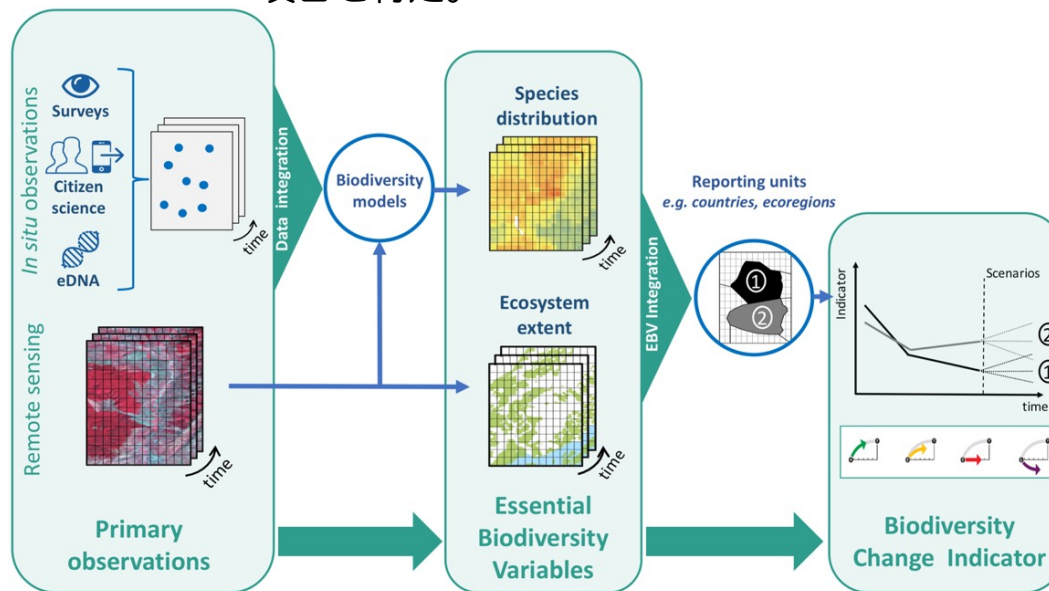 In situ observations
Surveys
Citizen
science
eDNA
time
Remote sensing
time
Primary
observations
Data integration
Biodiversity
models
Species
distribution
time
Ecosystem
extent
time
Essential
Biodiversity
Variables
EBV Integration
Reporting units
e.g. countries, ecoregions
①
②
Indicator
Scenarios
②
①
time
Biodiversity
Change Indicator